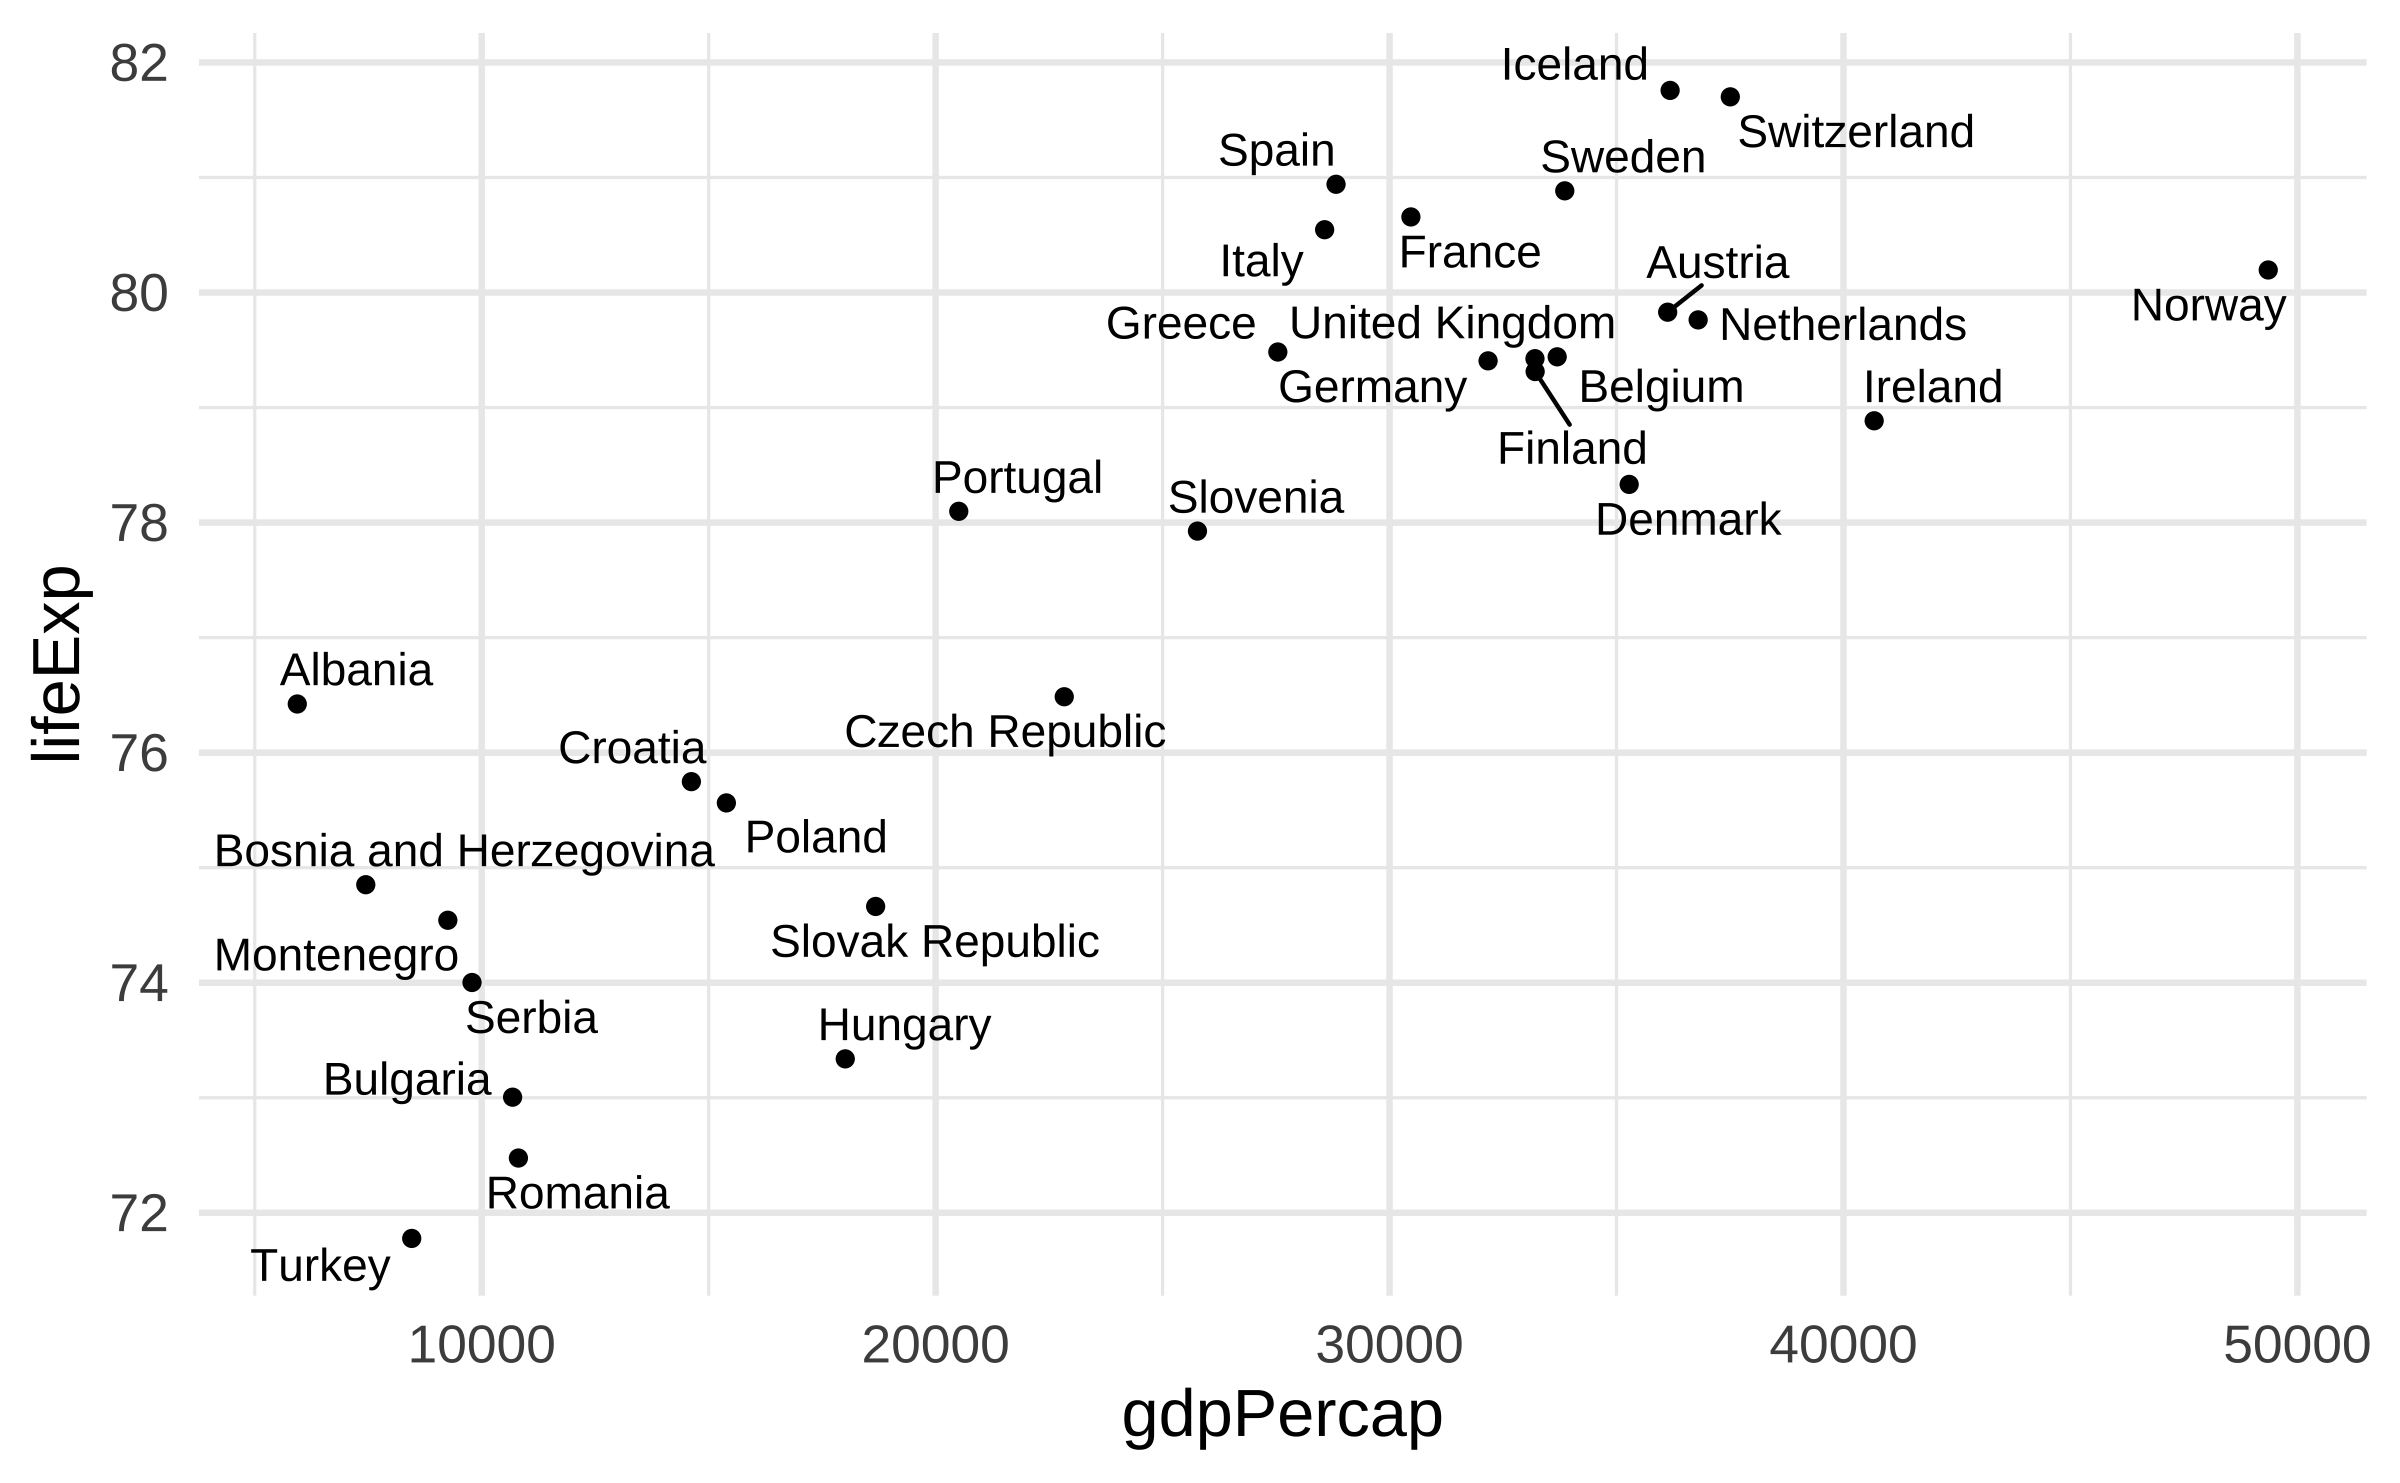 82
Iceland
Switzerland
Spain
Sweden
Italy
France
Austria
80
Norway
Greece
United Kingdom
Netherlands
Germany
Belgium
Ireland
Finland
Portugal
Slovenia
78
Denmark
lifeExp
Albania
Czech Republic
76
Croatia
Poland
Bosnia and Herzegovina
Slovak Republic
Montenegro
74
Serbia
Hungary
Bulgaria
Romania
72
Turkey
10000
20000
30000
40000
50000
gdpPercap